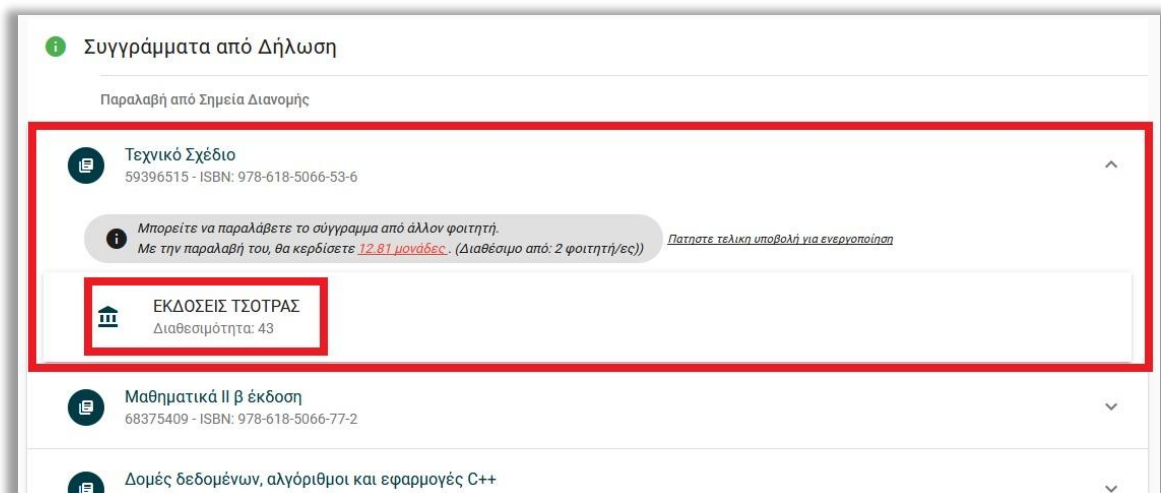 Συγγράμματα από Δήλωση
Παραλαβή από Σημεία Διανομής
Τεχνικό Σχέδιο
59396515 - ISBN: 978-618-5066-53-6
Μπορείτε να παραλάβετε το σύγγραμμα από άλλον φοιτητή.
Με την παραλαβή του, θα κερδίσετε 12.81 μονάδες . (Διαθέσιμο από: 2 φοιτητή/ες))
Πατηστε τελικη υποβολή για ενεργοποίηση
ΕΚΔΟΣΕΙΣ ΤΣΟΤΡΑΣ
Διαθεσιμότητα: 43
Μαθηματικά ΙΙ β έκδοση
68375409 - ISBN: 978-618-5066-77-2
Δομές δεδομένων, αλγόριθμοι και εφαρμογές C++